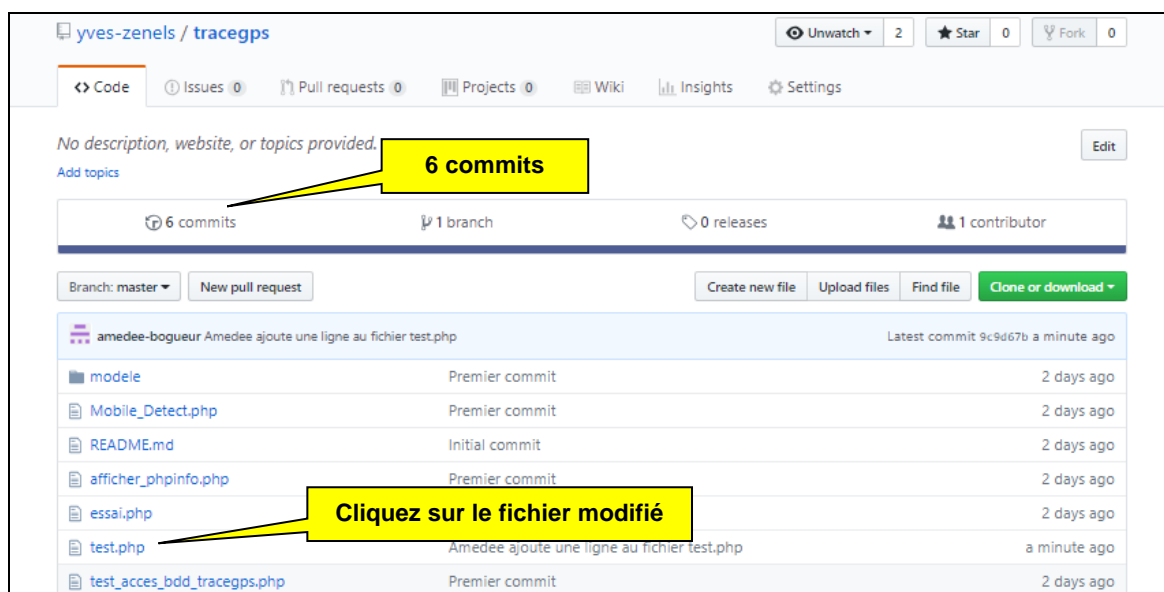 yves-zenels / tracegps
Unwatch 2 Star 0 Fork 0
Code Issues 0 Pull requests 0 Projects 0 Wiki Insights Settings
No description, website, or topics provided. Edit
Add topics
6 commits
6 commits 1 branch 0 releases 1 contributor
Branch: master New pull request Create new file Upload files Find file Clone or download
amedee-bogueur Amedee ajoute une ligne au fichier test.php Latest commit 9c9d67b a minute ago
modele Premier commit 2 days ago
Mobile_Detect.php Premier commit 2 days ago
README.md Initial commit 2 days ago
afficher_phpinfo.php Premier commit 2 days ago
essai.php 2 days ago
Cliquez sur le fichier modifié
test.php Amedee ajoute une ligne au fichier test.php a minute ago
test_acces_bdd_tracegps.php Premier commit 2 days ago